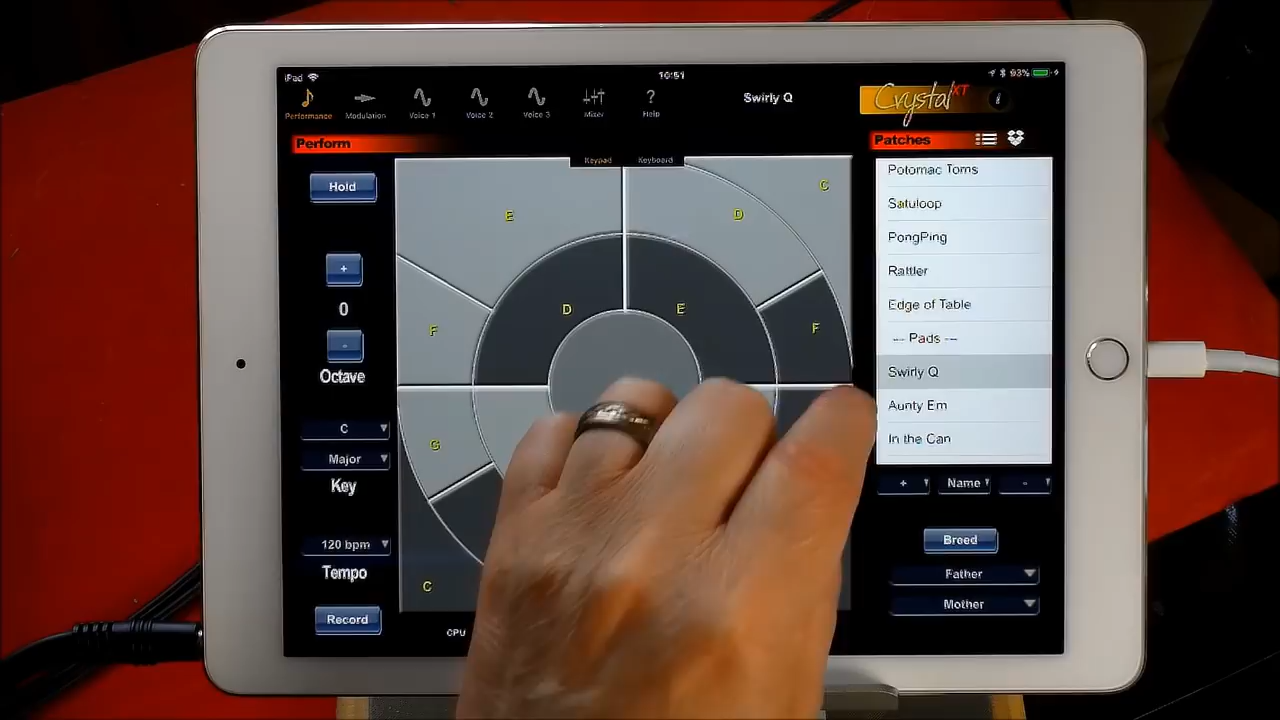 iPad
10:51
93%
Performance
Modulation
Voice 1
Voice 2
Voice 3
Mixer
?
Help
Swirly Q
Crystal XT
i
Perform
Patches
Keypad
Keyboard
Hold
+
0
-
Octave
C
Major
Key
120 bpm
Tempo
Record
E
D
C
D
E
F
F
G
C
CPU
Potomac Toms
Satuloop
PongPing
Rattler
Edge of Table
--- Pads ---
Swirly Q
Aunty Em
In the Can
+
Name
-
Breed
Father
Mother